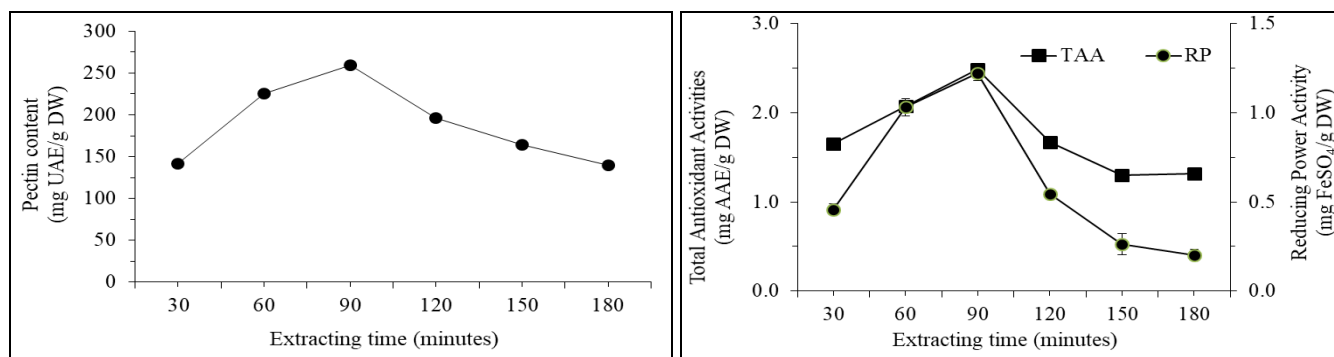 300
250
200
150
100
50
0
Pectin content
(mg UAE/g DW)
30 60 90 120 150 180
Extracting time (minutes)
3.0
2.0
1.0
0.0
Total Antioxidant Activities
(mg AAE/g DW)
TAA RP
1.5
1.0
0.5
0.0
Reducing Power Activity
(mg FeSO₄/g DW)
30 60 90 120 150 180
Extracting time (minutes)